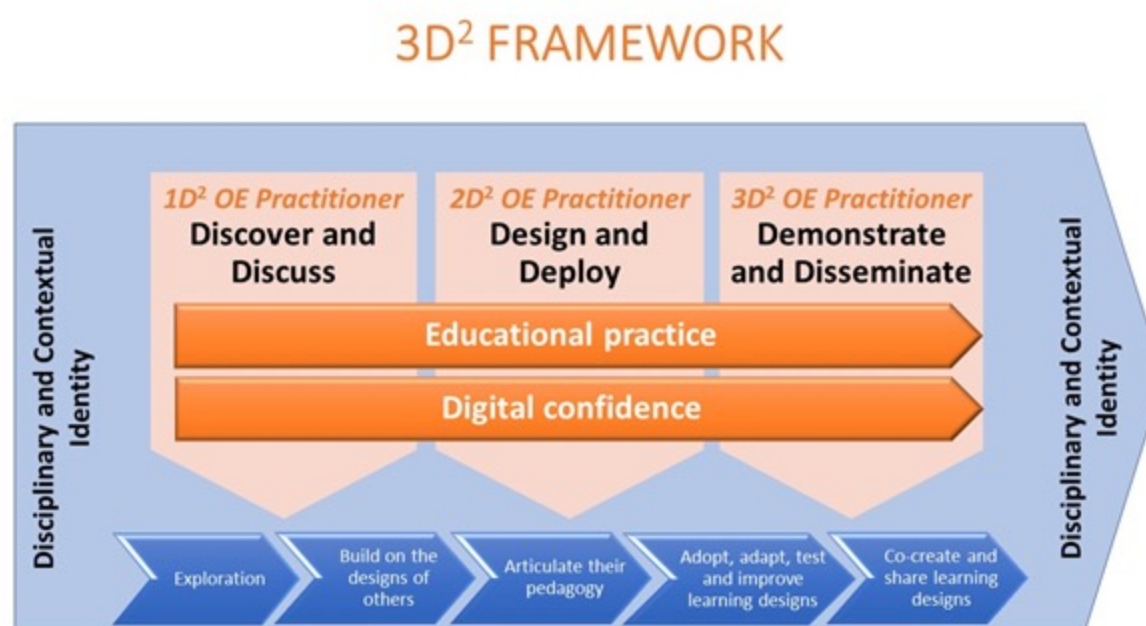 3D² FRAMEWORK
Disciplinary and Contextual
Identity
1D² OE Practitioner
Discover and
Discuss
2D² OE Practitioner
Design and
Deploy
3D² OE Practitioner
Demonstrate
and Disseminate
Educational practice
Digital confidence
Exploration
Build on the
designs of
others
Articulate their
pedagogy
Adopt, adapt, test
and improve
learning designs
Co-create and
share learning
designs
Disciplinary and Contextual
Identity